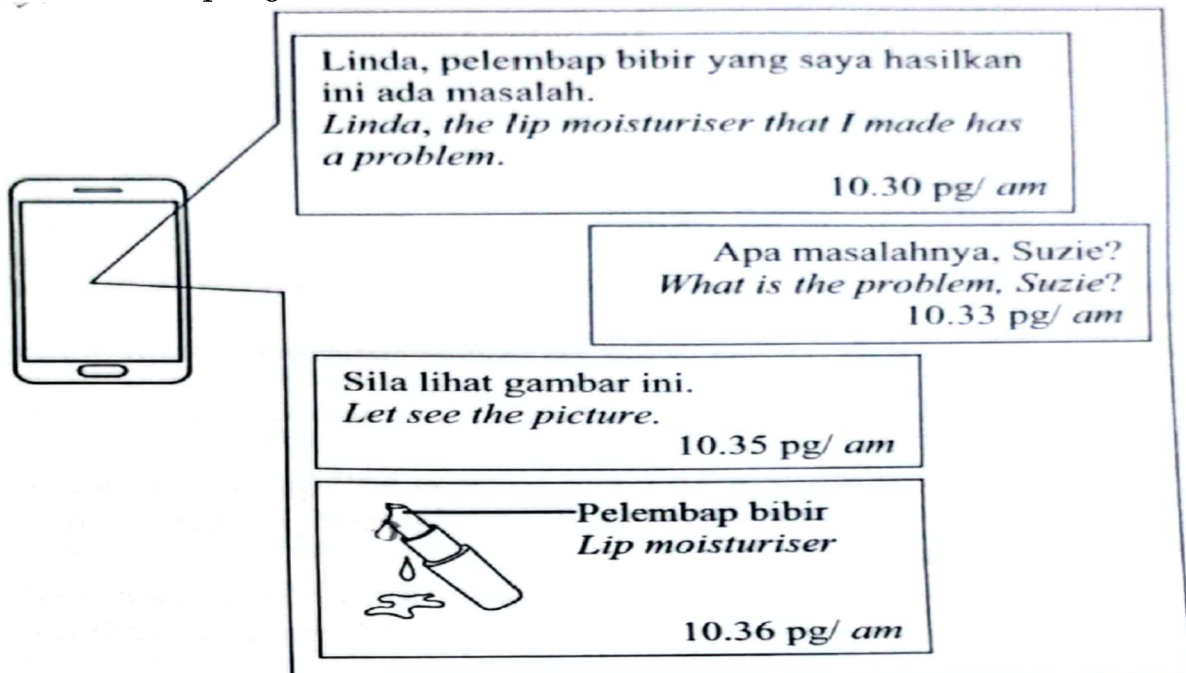 Linda, pelembap bibir yang saya hasilkan
ini ada masalah.
Linda, the lip moisturiser that I made has
a problem.
10.30 pg/ am
Apa masalahnya, Suzie?
What is the problem, Suzie?
10.33 pg/ am
Sila lihat gambar ini.
Let see the picture.
10.35 pg/ am
Pelembap bibir
Lip moisturiser
10.36 pg/ am